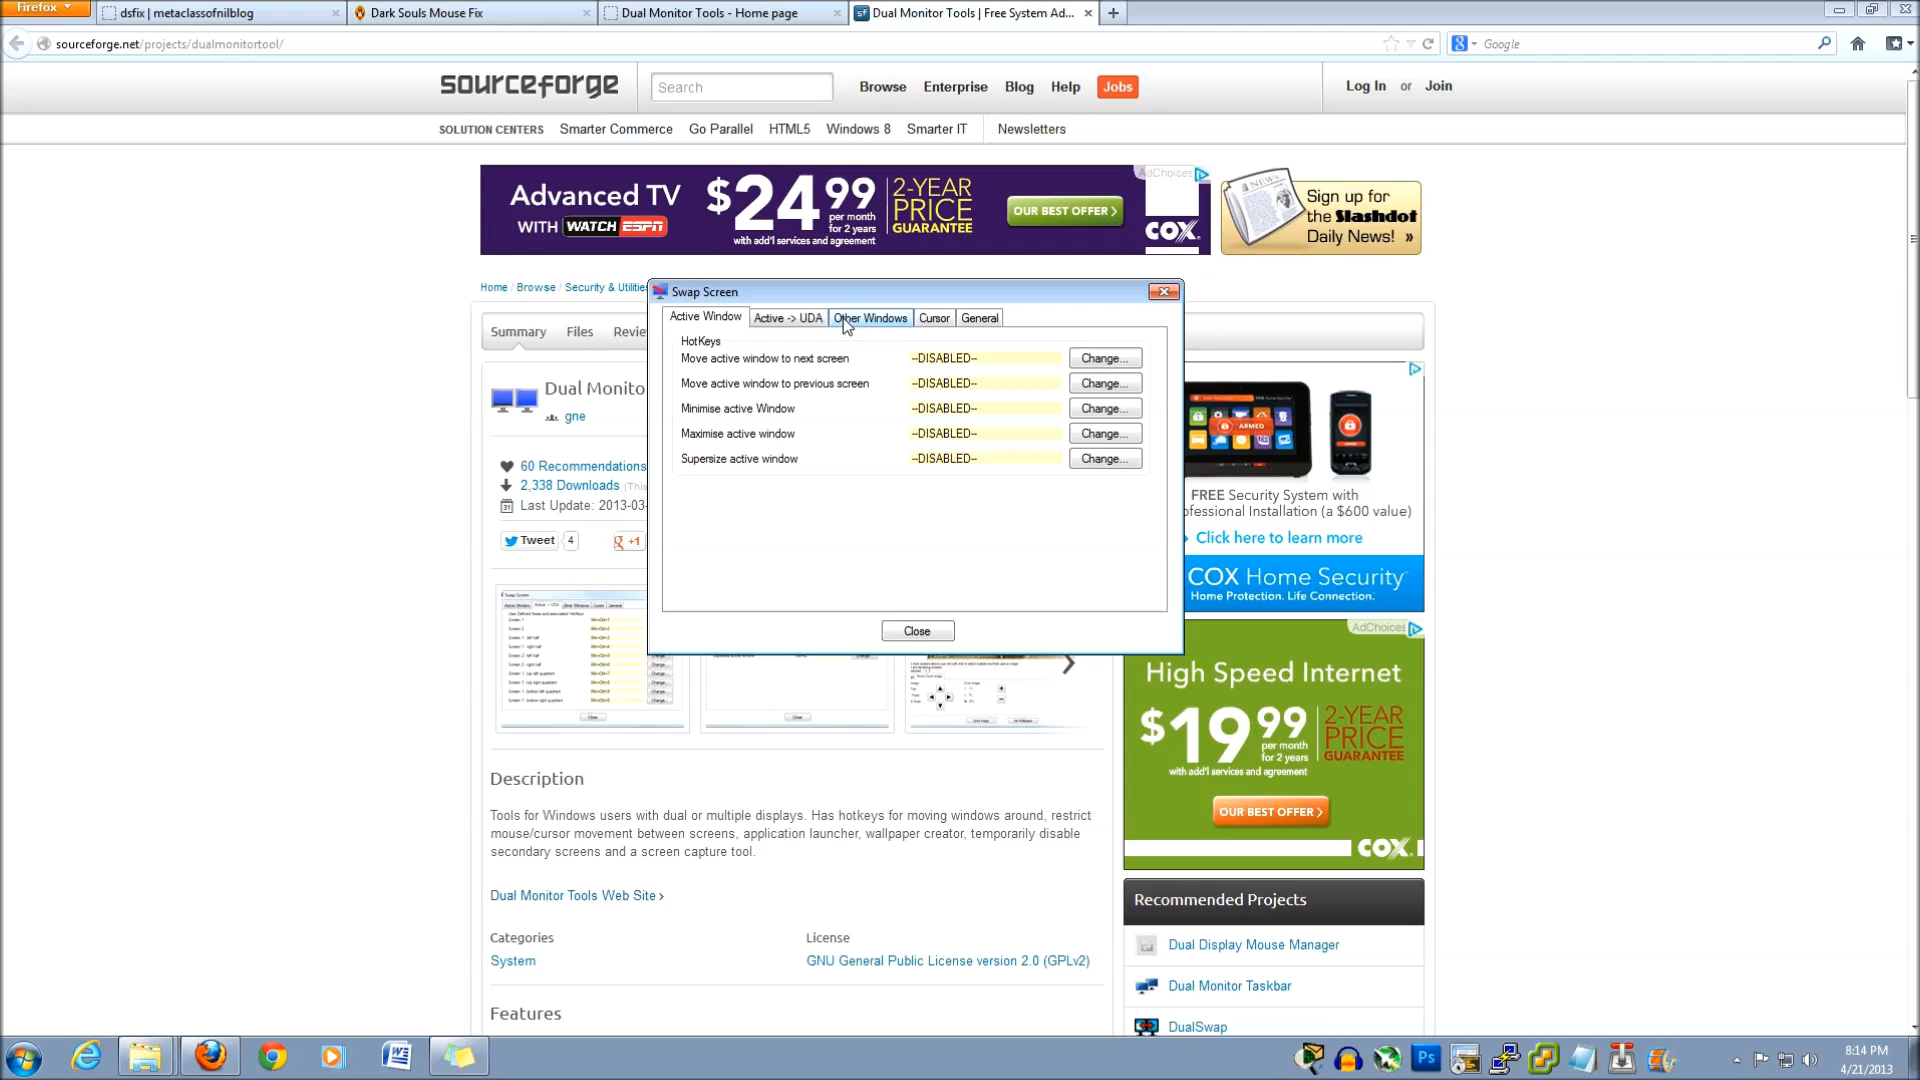 Firefox
dsfix | metaclassofnilblog
Dark Souls Mouse Fix
Dual Monitor Tools - Home page
Dual Monitor Tools | Free System Ad...
sourceforge.net/projects/dualmonitortool/
Google
sourceforge
Search
Browse
Enterprise
Blog
Help
Jobs
Log In or Join
SOLUTION CENTERS
Smarter Commerce
Go Parallel
HTML5
Windows 8
Smarter IT
Newsletters
AdChoices
Advanced TV
WITH WATCH ESPN
$24.99
per month
for 2 years
with add'l services and agreement
2-YEAR
PRICE
GUARANTEE
OUR BEST OFFER >
COX
NEWS!
Sign up for
the Slashdot
Daily News! »
Home / Browse / Security & Utilities
Swap Screen
Active Window
Active -> UDA
Other Windows
Cursor
General
HotKeys
Move active window to next screen --DISABLED-- Change...
Move active window to previous screen --DISABLED-- Change...
Minimise active Window --DISABLED-- Change...
Maximise active window --DISABLED-- Change...
Supersize active window --DISABLED-- Change...
Close
Summary
Files
Revie
Dual Monito
gne
60 Recommendations
2,338 Downloads (This
Last Update: 2013-03-
Tweet 4
+1
ARMED
FREE Security System with
ofessional Installation (a $600 value)
Click here to learn more
COX Home Security
Home Protection. Life Connection.
AdChoices
High Speed Internet
$19.99
per month
for 2 years
with add'l services and agreement
2-YEAR
PRICE
GUARANTEE
OUR BEST OFFER >
COX
Description
Tools for Windows users with dual or multiple displays. Has hotkeys for moving windows around, restrict
mouse/cursor movement between screens, application launcher, wallpaper creator, temporarily disable
secondary screens and a screen capture tool.
Dual Monitor Tools Web Site >
Categories
System
License
GNU General Public License version 2.0 (GPLv2)
Features
Recommended Projects
Dual Display Mouse Manager
Dual Monitor Taskbar
DualSwap
Ps
8:14 PM
4/21/2013